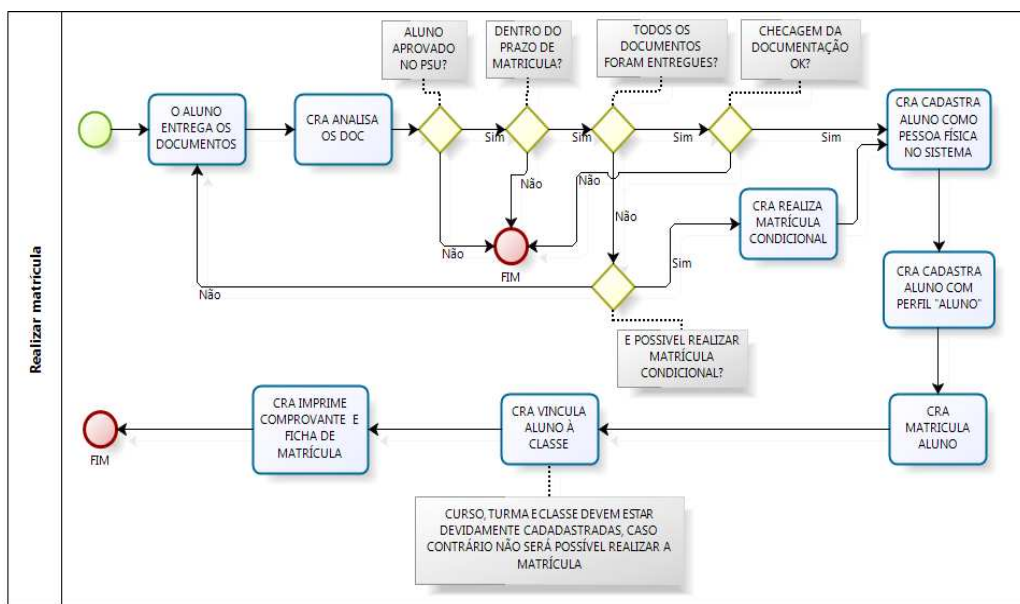 Realizar matrícula
ALUNO
APROVADO
NO PSU?
DENTRO DO
PRAZO DE
MATRICULA?
TODOS OS
DOCUMENTOS
FORAM ENTREGUES?
CHECAGEM DA
DOCUMENTAÇÃO
OK?
O ALUNO
ENTREGA OS
DOCUMENTOS
CRA ANALISA
OS DOC
Sim
Sim
Sim
Sim
CRA CADASTRA
ALUNO COMO
PESSOA FÍSICA
NO SISTEMA
Não
Não
Não
Não
FIM
CRA REALIZA
MATRÍCULA
CONDICIONAL
Sim
Não
E POSSIVEL REALIZAR
MATRÍCULA
CONDICIONAL?
CRA CADASTRA
ALUNO COM
PERFIL "ALUNO"
CRA
MATRICULA
ALUNO
CRA VINCULA
ALUNO À
CLASSE
CRA IMPRIME
COMPROVANTE E
FICHA DE
MATRÍCULA
FIM
CURSO, TURMA E CLASSE DEVEM ESTAR
DEVIDAMENTE CADADASTRADAS, CASO
CONTRÁRIO NÃO SERÁ POSSÍVEL REALIZAR A
MATRÍCULA